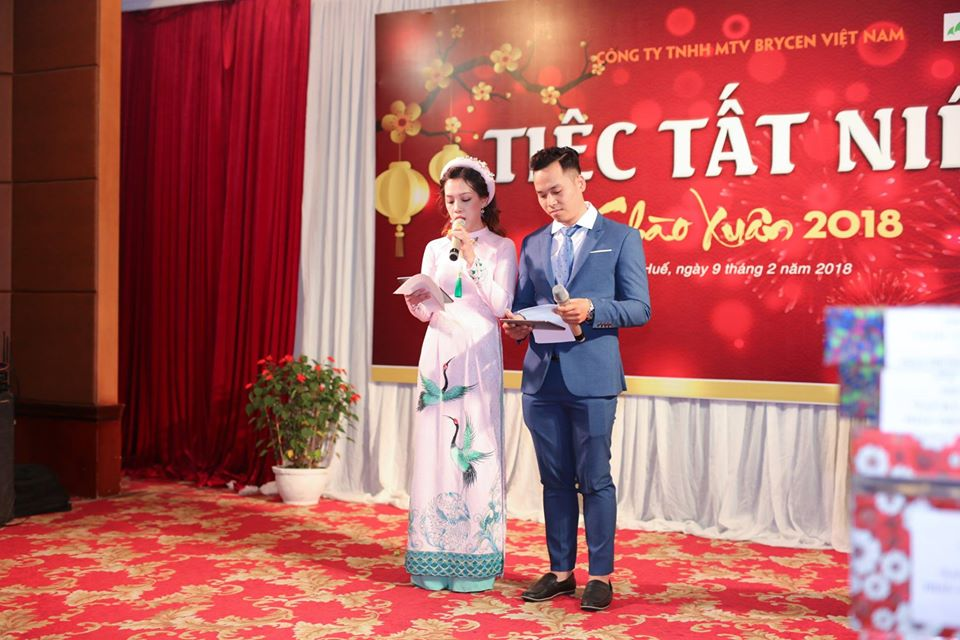 CÔNG TY TNHH MTV BRYCEN VIỆT NAM
TIỆC TẤT NI
Chào Xuân 2018
Huế, ngày 9 tháng 2 năm 2018